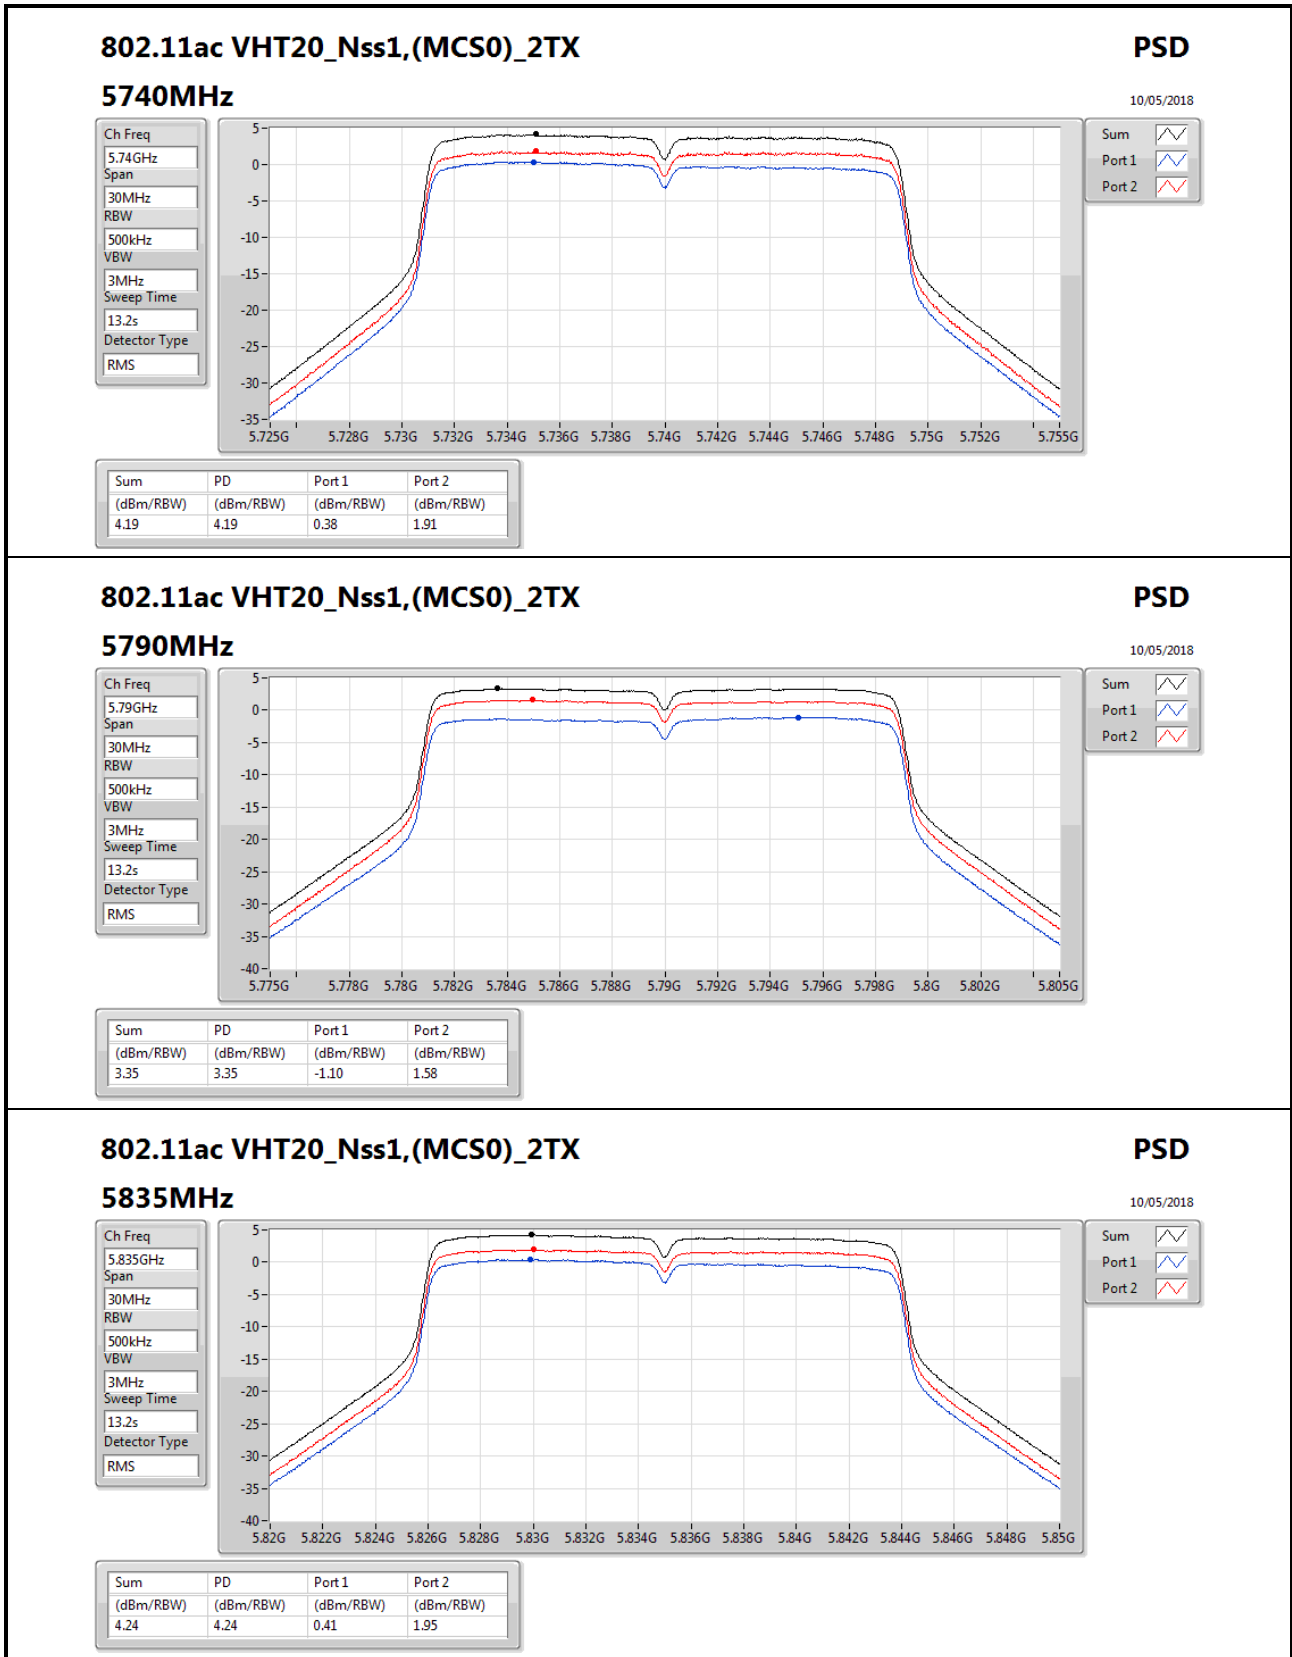 802.11ac VHT20_Nss1,(MCS0)_2TX PSD
5740MHz
10/05/2018
Ch Freq
5.74GHz
Span
30MHz
RBW
500kHz
VBW
3MHz
Sweep Time
13.2s
Detector Type
RMS
5
0
-5
-10
-15
-20
-25
-30
-35
5.725G 5.728G 5.73G 5.732G 5.734G 5.736G 5.738G 5.74G 5.742G 5.744G 5.746G 5.748G 5.75G 5.752G 5.755G
Sum
Port 1
Port 2
Sum PD Port 1 Port 2
(dBm/RBW) (dBm/RBW) (dBm/RBW) (dBm/RBW)
4.19 4.19 0.38 1.91
802.11ac VHT20_Nss1,(MCS0)_2TX PSD
5790MHz
10/05/2018
Ch Freq
5.79GHz
Span
30MHz
RBW
500kHz
VBW
3MHz
Sweep Time
13.2s
Detector Type
RMS
5
0
-5
-10
-15
-20
-25
-30
-35
-40
5.775G 5.778G 5.78G 5.782G 5.784G 5.786G 5.788G 5.79G 5.792G 5.794G 5.796G 5.798G 5.8G 5.802G 5.805G
Sum
Port 1
Port 2
Sum PD Port 1 Port 2
(dBm/RBW) (dBm/RBW) (dBm/RBW) (dBm/RBW)
3.35 3.35 -1.10 1.58
802.11ac VHT20_Nss1,(MCS0)_2TX PSD
5835MHz
10/05/2018
Ch Freq
5.835GHz
Span
30MHz
RBW
500kHz
VBW
3MHz
Sweep Time
13.2s
Detector Type
RMS
5
0
-5
-10
-15
-20
-25
-30
-35
-40
5.82G 5.822G 5.824G 5.826G 5.828G 5.83G 5.832G 5.834G 5.836G 5.838G 5.84G 5.842G 5.844G 5.846G 5.848G 5.85G
Sum
Port 1
Port 2
Sum PD Port 1 Port 2
(dBm/RBW) (dBm/RBW) (dBm/RBW) (dBm/RBW)
4.24 4.24 0.41 1.95